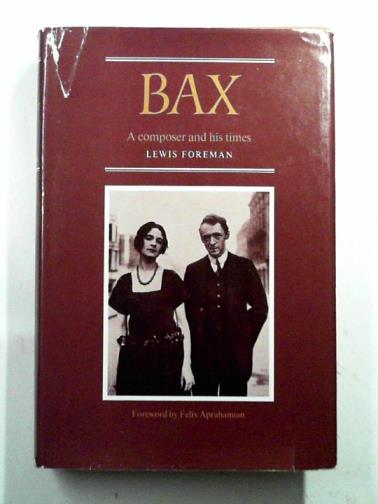 BAX
A composer and his times
LEWIS FOREMAN
Foreword by Felix Aprahamian